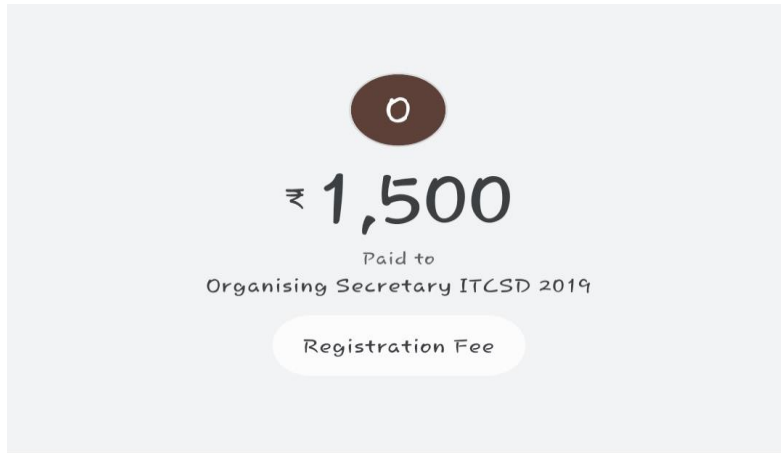 O
₹ 1,500
Paid to
Organising Secretary ITCSD 2019
Registration Fee